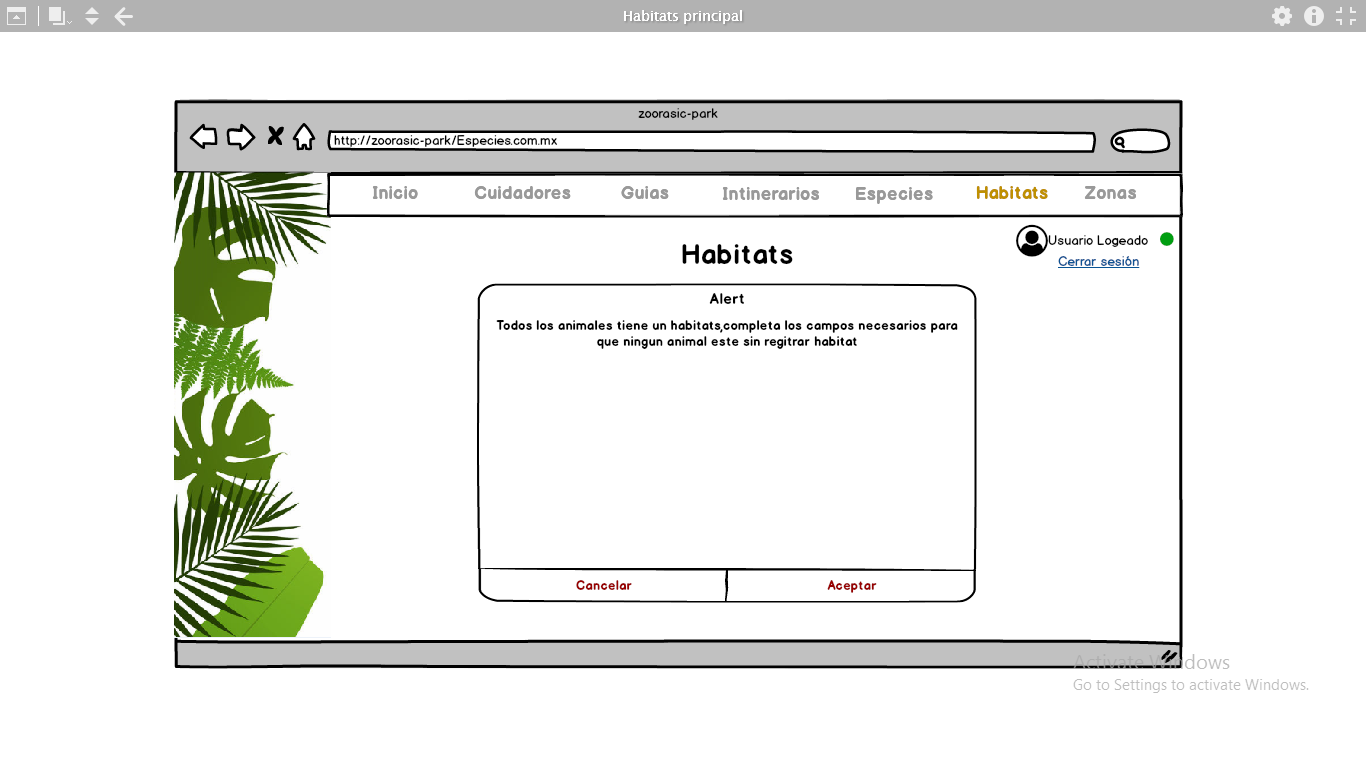 Habitats principal
zoorasic-park
http://zoorasic-park/Especies.com.mx
Inicio Cuidadores Guias Intinerarios Especies Habitats Zonas
Usuario Logeado
Habitats
Cerrar sesión
Alert
Todos los animales tiene un habitats,completa los campos necesarios para
que ningun animal este sin regitrar habitat
Cancelar Aceptar
Activate Windows
Go to Settings to activate Windows.